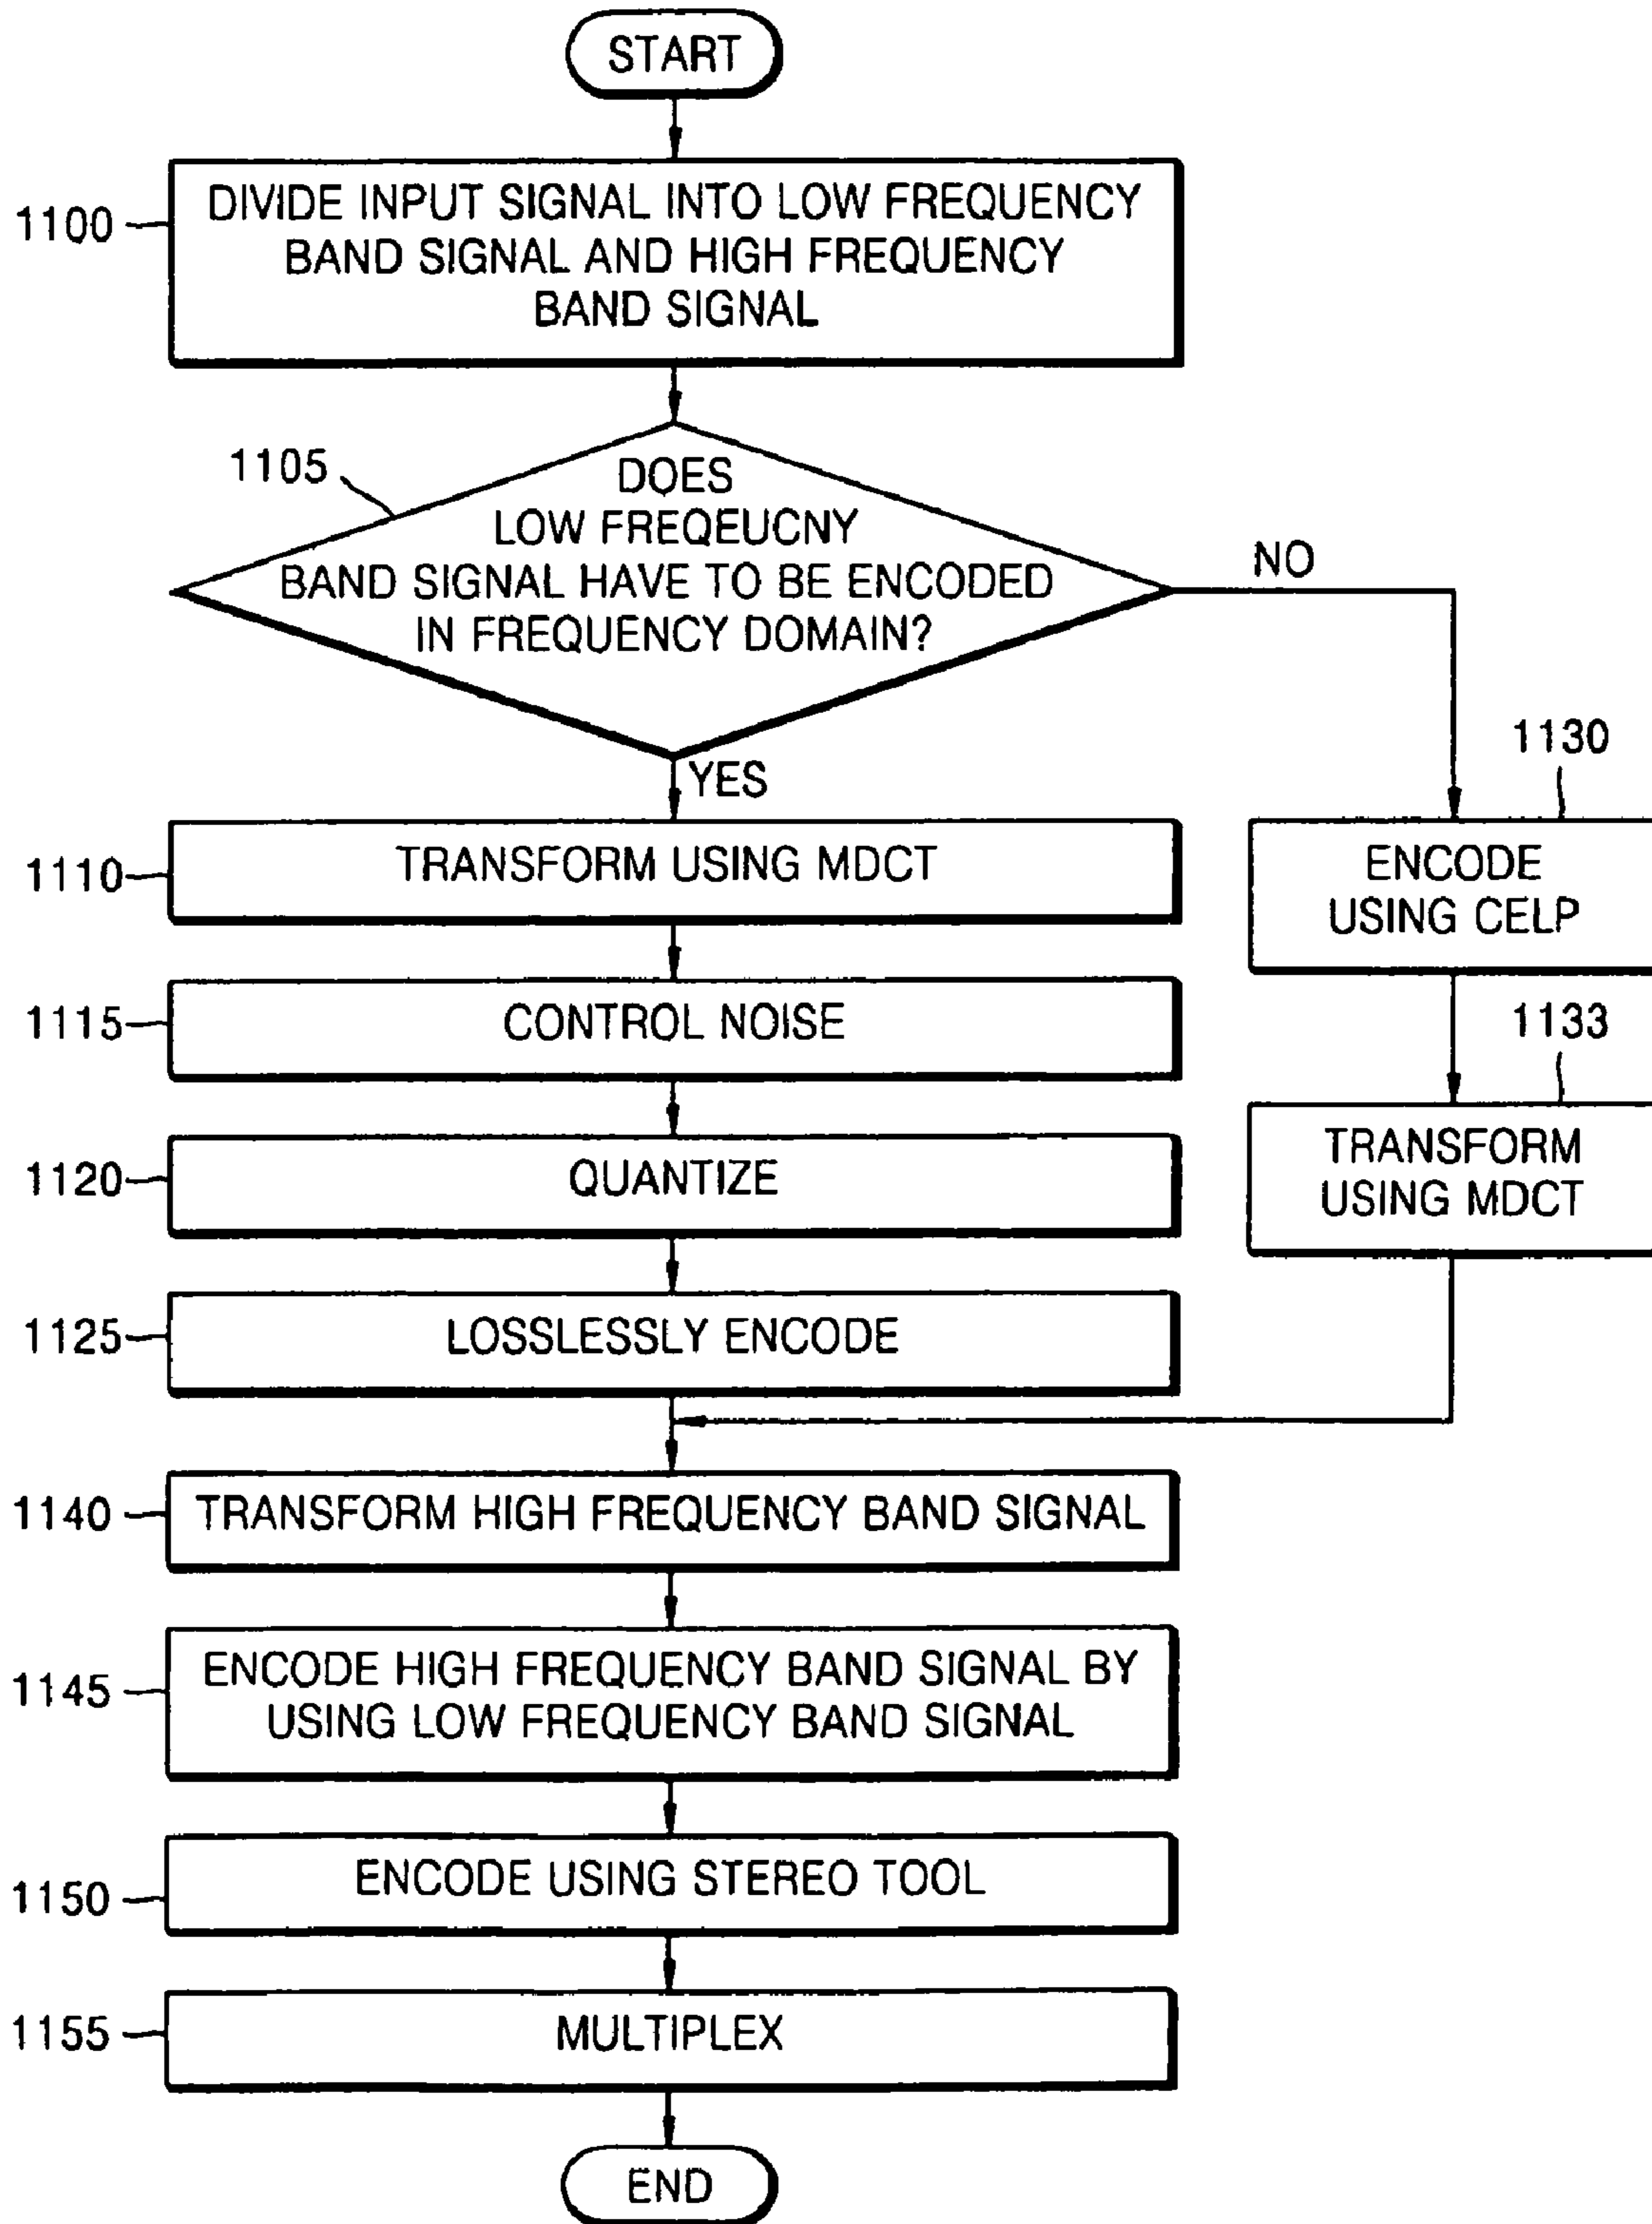 START
1100
DIVIDE INPUT SIGNAL INTO LOW FREQUENCY
BAND SIGNAL AND HIGH FREQUENCY
BAND SIGNAL
1105
DOES
LOW FREQEUCNY
BAND SIGNAL HAVE TO BE ENCODED
IN FREQUENCY DOMAIN?
NO
YES
1110
TRANSFORM USING MDCT
1130
ENCODE
USING CELP
1115
CONTROL NOISE
1133
TRANSFORM
USING MDCT
1120
QUANTIZE
1125
LOSSLESSLY ENCODE
1140
TRANSFORM HIGH FREQUENCY BAND SIGNAL
1145
ENCODE HIGH FREQUENCY BAND SIGNAL BY
USING LOW FREQUENCY BAND SIGNAL
1150
ENCODE USING STEREO TOOL
1155
MULTIPLEX
END